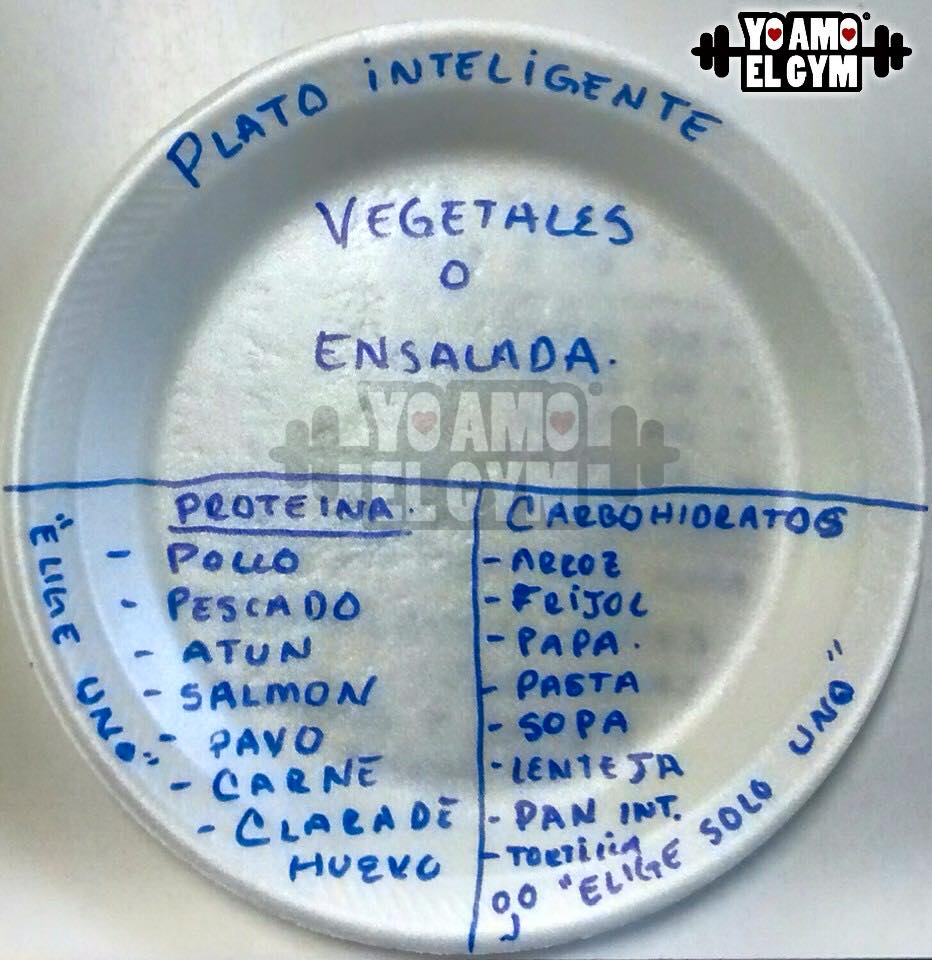 YO AMO
EL GYM
PLATO INTELIGENTE
VEGETALES
O
ENSALADA.
YO AMO
EL GYM
PROTEINA.
- POLLO
- PESCADO
- ATUN
- SALMON
- PAVO
- CARNE
- CLARA DE
HUEVO
"ELIGE UNO"
CARBOHIDRATOS
- ARROZ
- FRIJOL
- PAPA.
- PASTA
- SOPA
- LENTEJA
- PAN INT.
- TORTILLA
"ELIGE SOLO UNO"